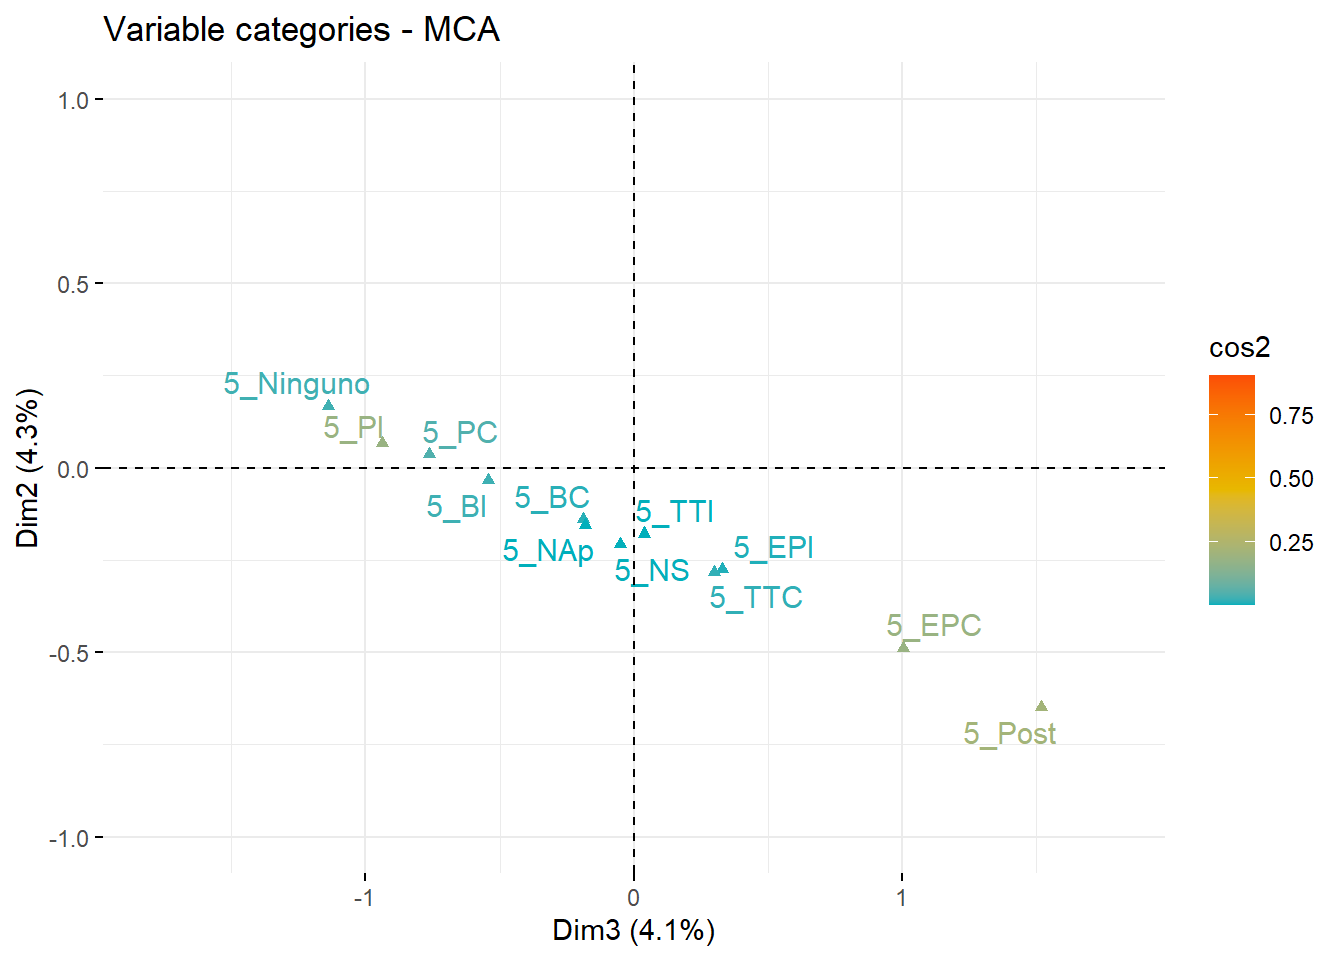 Variable categories - MCA
1.0
0.5
0.0
-0.5
-1.0
Dim2 (4.3%)
5_Ninguno
5_PI
5_PC
5_BI
5_BC
5_NAp
5_TTI
5_NS
5_EPI
5_TTC
5_EPC
5_Post
-1
0
1
Dim3 (4.1%)
cos2
0.75
0.50
0.25